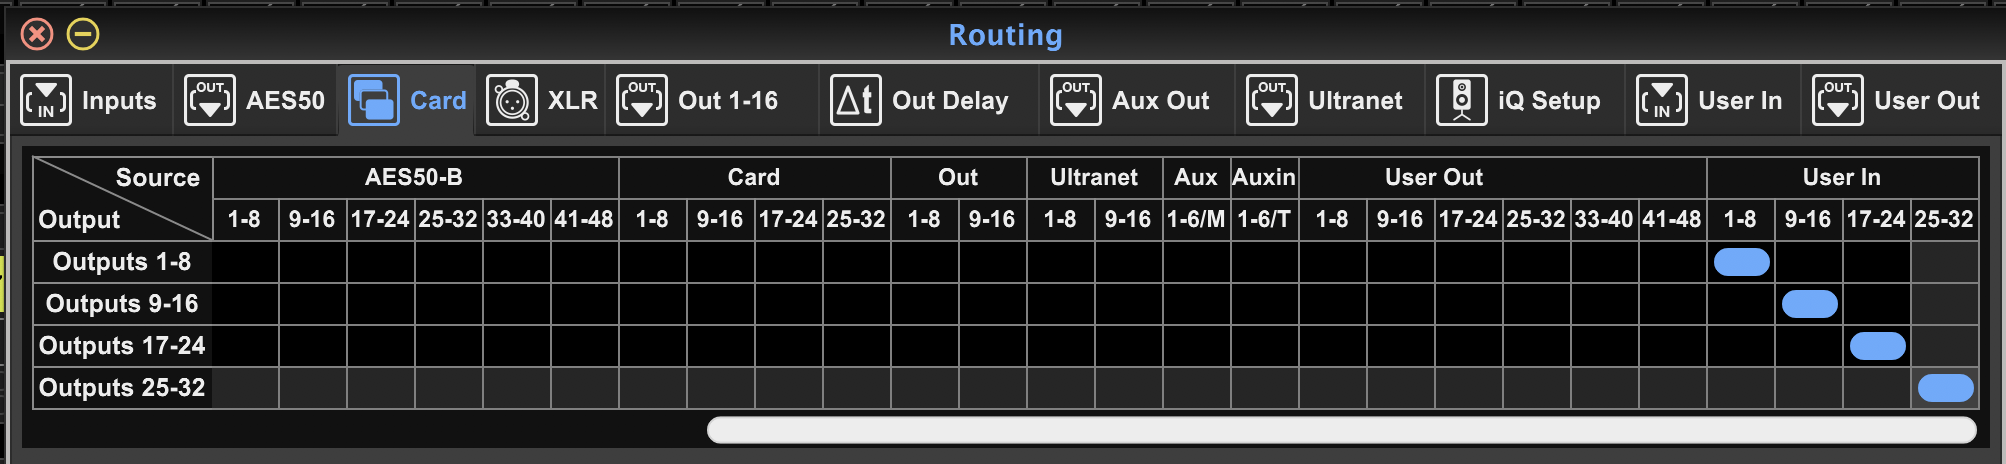 Routing
IN Inputs OUT AES50 Card XLR OUT Out 1-16 Δt Out Delay OUT Aux Out OUT Ultranet iQ Setup IN User In OUT User Out
Source AES50-B Card Out Ultranet Aux Auxin User Out User In
Output 1-8 9-16 17-24 25-32 33-40 41-48 1-8 9-16 17-24 25-32 1-8 9-16 1-8 9-16 1-6/M 1-6/T 1-8 9-16 17-24 25-32 33-40 41-48 1-8 9-16 17-24 25-32
Outputs 1-8
Outputs 9-16
Outputs 17-24
Outputs 25-32